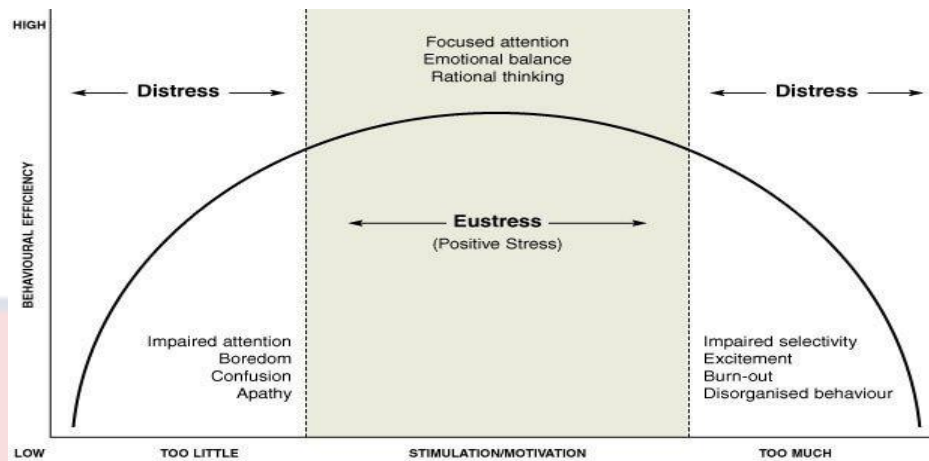 HIGH
Focused attention
Emotional balance
Rational thinking
Distress
Distress
BEHAVIOURAL EFFICIENCY
Eustress
(Positive Stress)
Impaired attention
Boredom
Confusion
Apathy
Impaired selectivity
Excitement
Burn-out
Disorganised behaviour
LOW
TOO LITTLE
STIMULATION/MOTIVATION
TOO MUCH